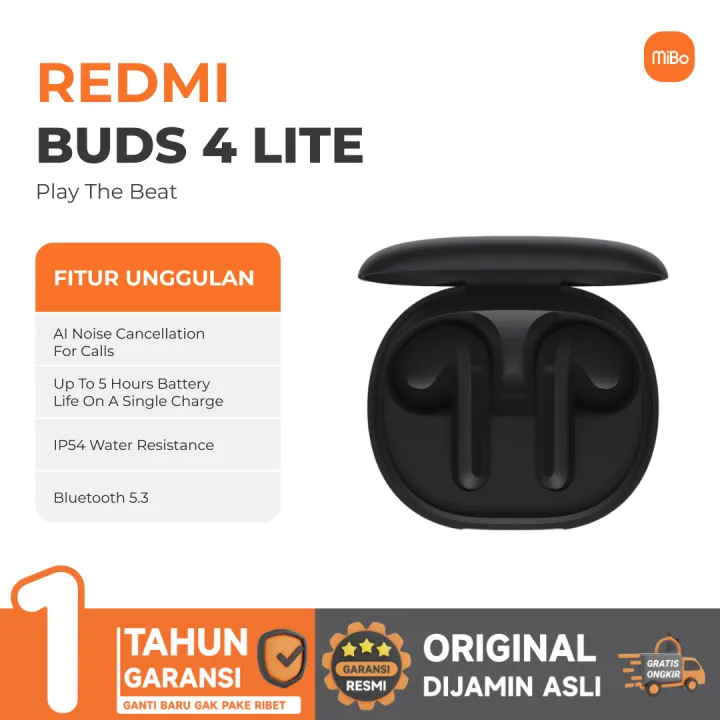 MiBo
REDMI
BUDS 4 LITE
Play The Beat
FITUR UNGGULAN
AI Noise Cancellation
For Calls
Up To 5 Hours Battery
Life On A Single Charge
IP54 Water Resistance
Bluetooth 5.3
1
TAHUN
GARANSI
GANTI BARU GAK PAKE RIBET
GARANSI
RESMI
ORIGINAL
DIJAMIN ASLI
GRATIS
ONGKIR